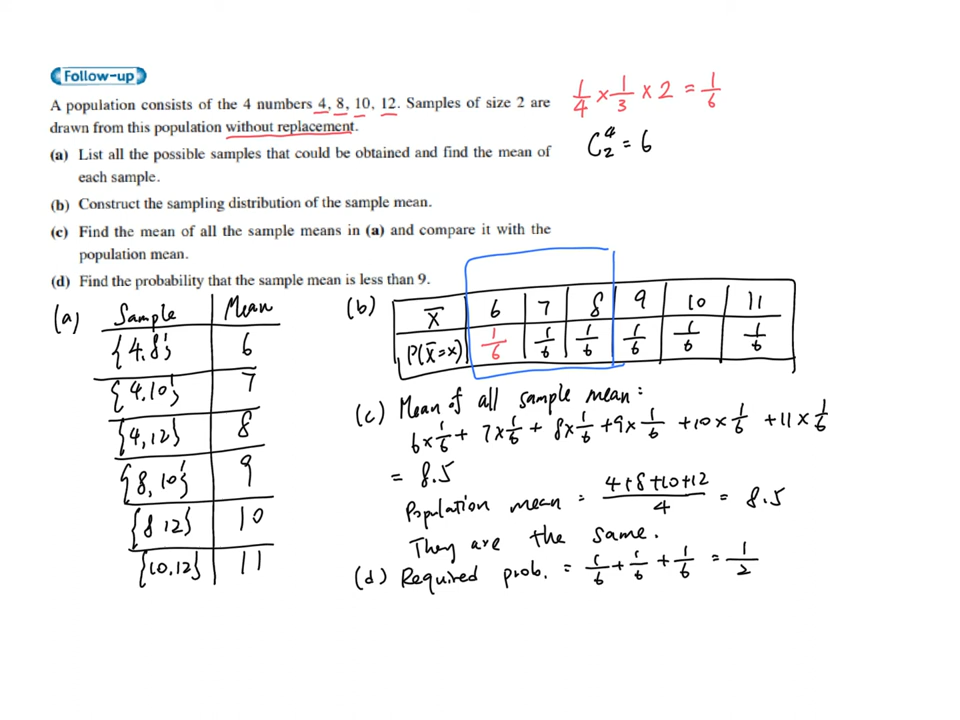 Follow-up
A population consists of the 4 numbers 4, 8, 10, 12. Samples of size 2 are
drawn from this population without replacement.
(a) List all the possible samples that could be obtained and find the mean of
each sample.
(b) Construct the sampling distribution of the sample mean.
(c) Find the mean of all the sample means in (a) and compare it with the
population mean.
(d) Find the probability that the sample mean is less than 9.
1/4 × 1/3 × 2 = 1/6
C⁴₂ = 6
(a) Sample | Mean
{4,8} | 6
{4,10} | 7
{4,12} | 8
{8,10} | 9
{8 12} | 10
{10,12} | 11
(b) X̄ | 6 | 7 | 8 | 9 | 10 | 11
P(X̄=x) | 1/6 | 1/6 | 1/6 | 1/6 | 1/6 | 1/6
(c) Mean of all sample mean:
6×1/6 + 7×1/6 + 8×1/6 + 9×1/6 + 10×1/6 + 11×1/6
= 8.5
Population mean = (4+8+10+12)/4 = 8.5
They are the same.
(d) Required prob. = 1/6 + 1/6 + 1/6 = 1/2